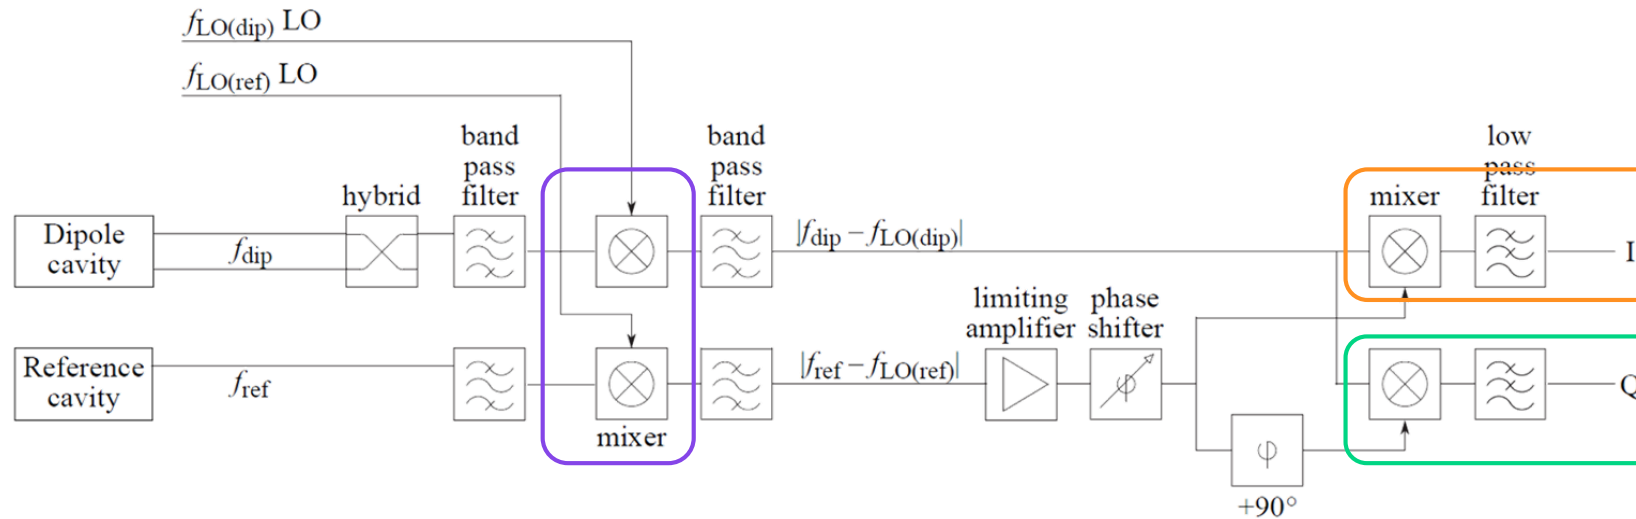 fLO(dip) LO
fLO(ref) LO
band
pass
filter
band
pass
filter
low
pass
filter
hybrid
mixer
Dipole
cavity
fdip
|fdip – fLO(dip)|
I
limiting
amplifier
phase
shifter
Reference
cavity
fref
|fref – fLO(ref)|
φ
Q
mixer
φ
+90°